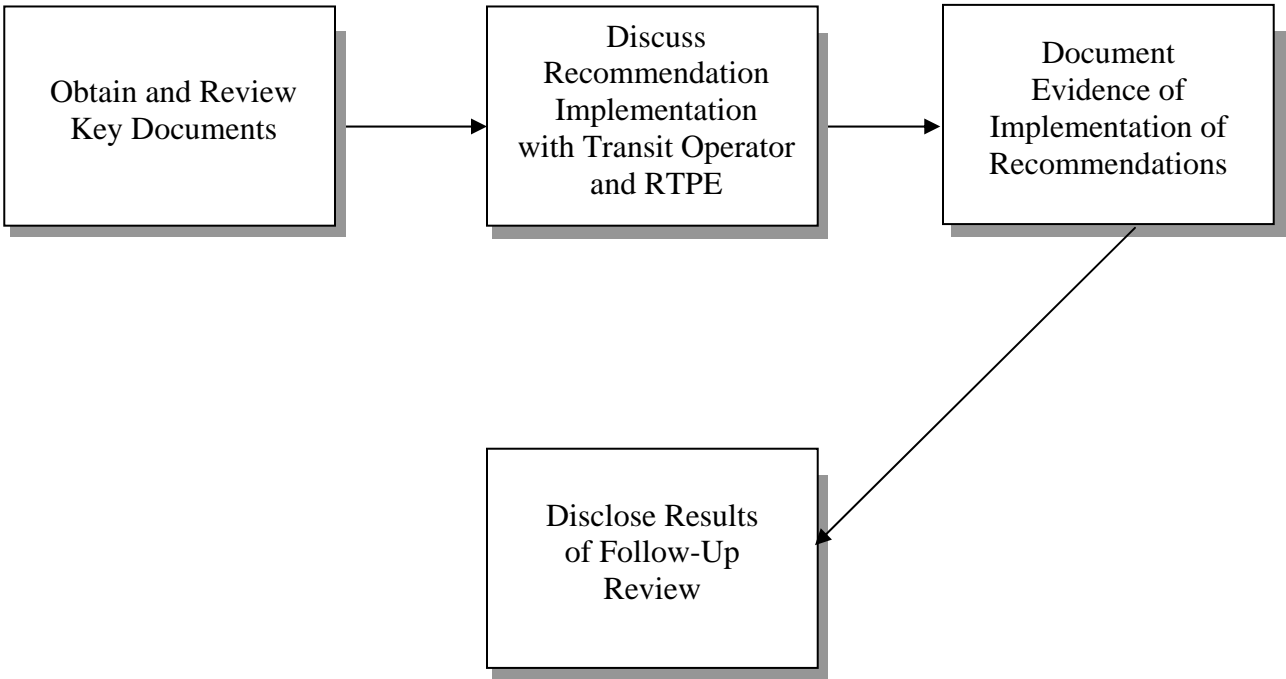 Obtain and Review
Key Documents
Discuss
Recommendation
Implementation
with Transit Operator
and RTPE
Document
Evidence of
Implementation of
Recommendations
Disclose Results
of Follow-Up
Review